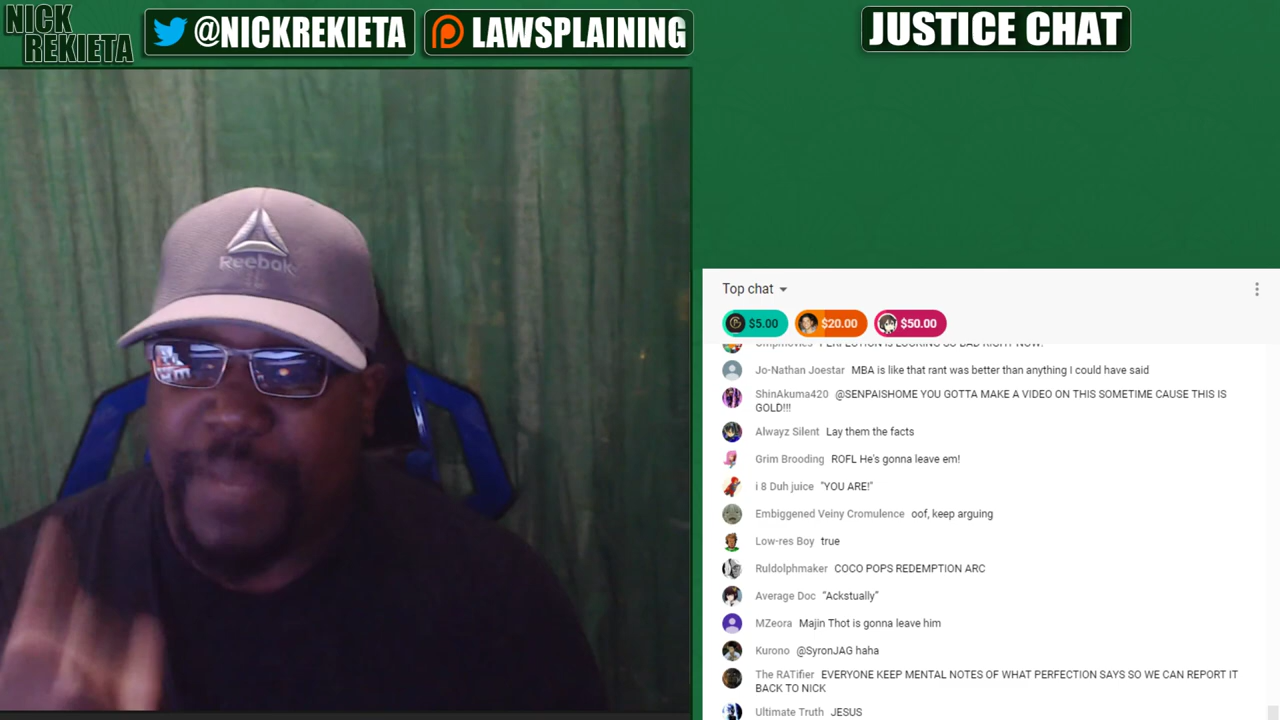 NICK
REKIETA
@NICKREKIETA
LAWSPLAINING
JUSTICE CHAT
Reebok
Top chat
$5.00 $20.00 $50.00
Jo-Nathan Joestar MBA is like that rant was better than anything I could have said
ShinAkuma420 @SENPAISHOME YOU GOTTA MAKE A VIDEO ON THIS SOMETIME CAUSE THIS IS
GOLD!!!
Alwayz Silent Lay them the facts
Grim Brooding ROFL He's gonna leave em!
i 8 Duh juice "YOU ARE!"
Embiggened Veiny Cromulence oof, keep arguing
Low-res Boy true
Ruldolphmaker COCO POPS REDEMPTION ARC
Average Doc “Ackstually”
MZeora Majin Thot is gonna leave him
Kurono @SyronJAG haha
The RATifier EVERYONE KEEP MENTAL NOTES OF WHAT PERFECTION SAYS SO WE CAN REPORT IT
BACK TO NICK
Ultimate Truth JESUS